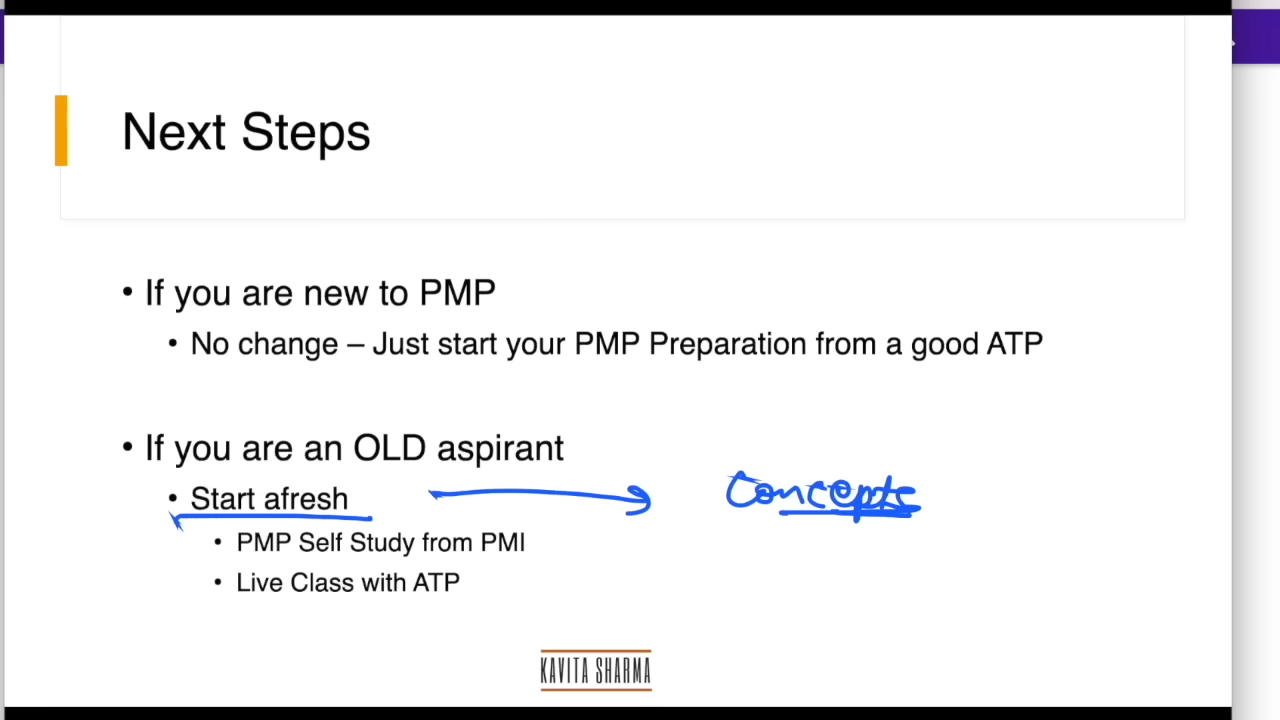 Next Steps
• If you are new to PMP
• No change – Just start your PMP Preparation from a good ATP
• If you are an OLD aspirant
• Start afresh Concepts
• PMP Self Study from PMI
• Live Class with ATP
KAVITA SHARMA